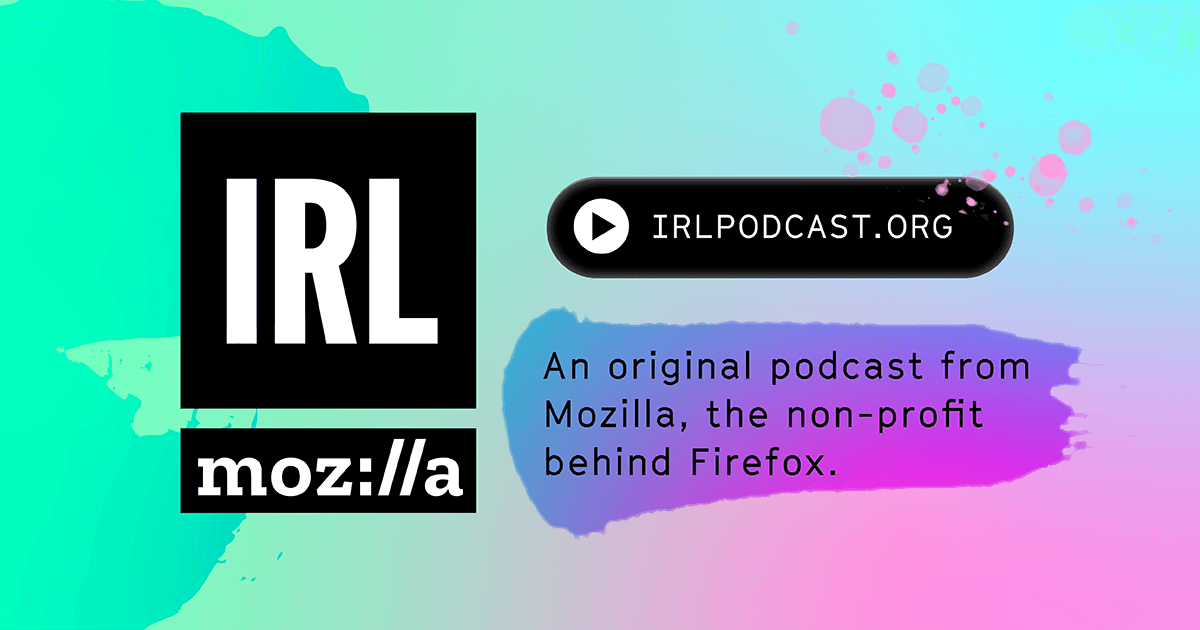 IRL
moz://a
IRLPODCAST.ORG
An original podcast from
Mozilla, the non-profit
behind Firefox.